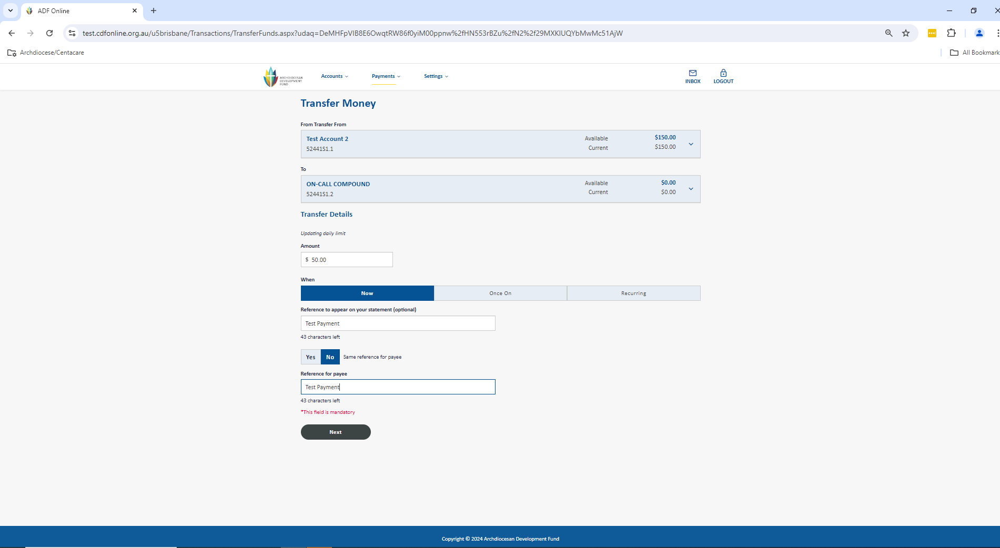 ADF Online
test.cdfonline.org.au/u5brisbane/Transactions/TransferFunds.aspx?udaq=DeMHFpVIB8E6OwqtRW86f0yiM00ppnw%2fHN553rBZu%2fN2%2f29MXKlUQYbMwMc51AjW
Archdiocese/Centacare
All Bookmark
ARCHDIOCESAN
DEVELOPMENT
FUND
Accounts
Payments
Settings
INBOX
LOGOUT
Transfer Money
From Transfer From
Test Account 2 Available $150.00
52441S1.1 Current $150.00
To
ON-CALL COMPOUND Available $0.00
52441S1.2 Current $0.00
Transfer Details
Updating daily limit
Amount
$ 50.00
When
Now Once On Recurring
Reference to appear on your statement (optional)
Test Payment
43 characters left
Yes No Same reference for payee
Reference for payee
Test Payment
43 characters left
*This field is mandatory
Next
Copyright © 2024 Archdiocesan Development Fund